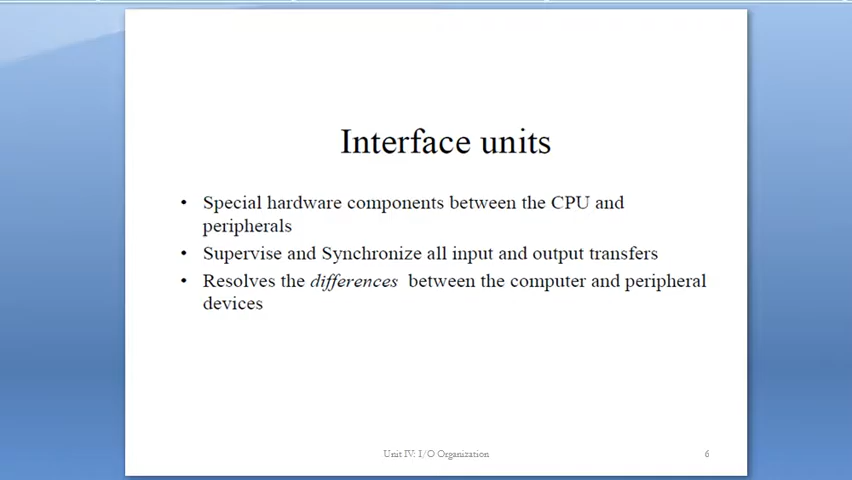 Interface units
• Special hardware components between the CPU and
peripherals
• Supervise and Synchronize all input and output transfers
• Resolves the differences between the computer and peripheral
devices
Unit IV: I/O Organization 6